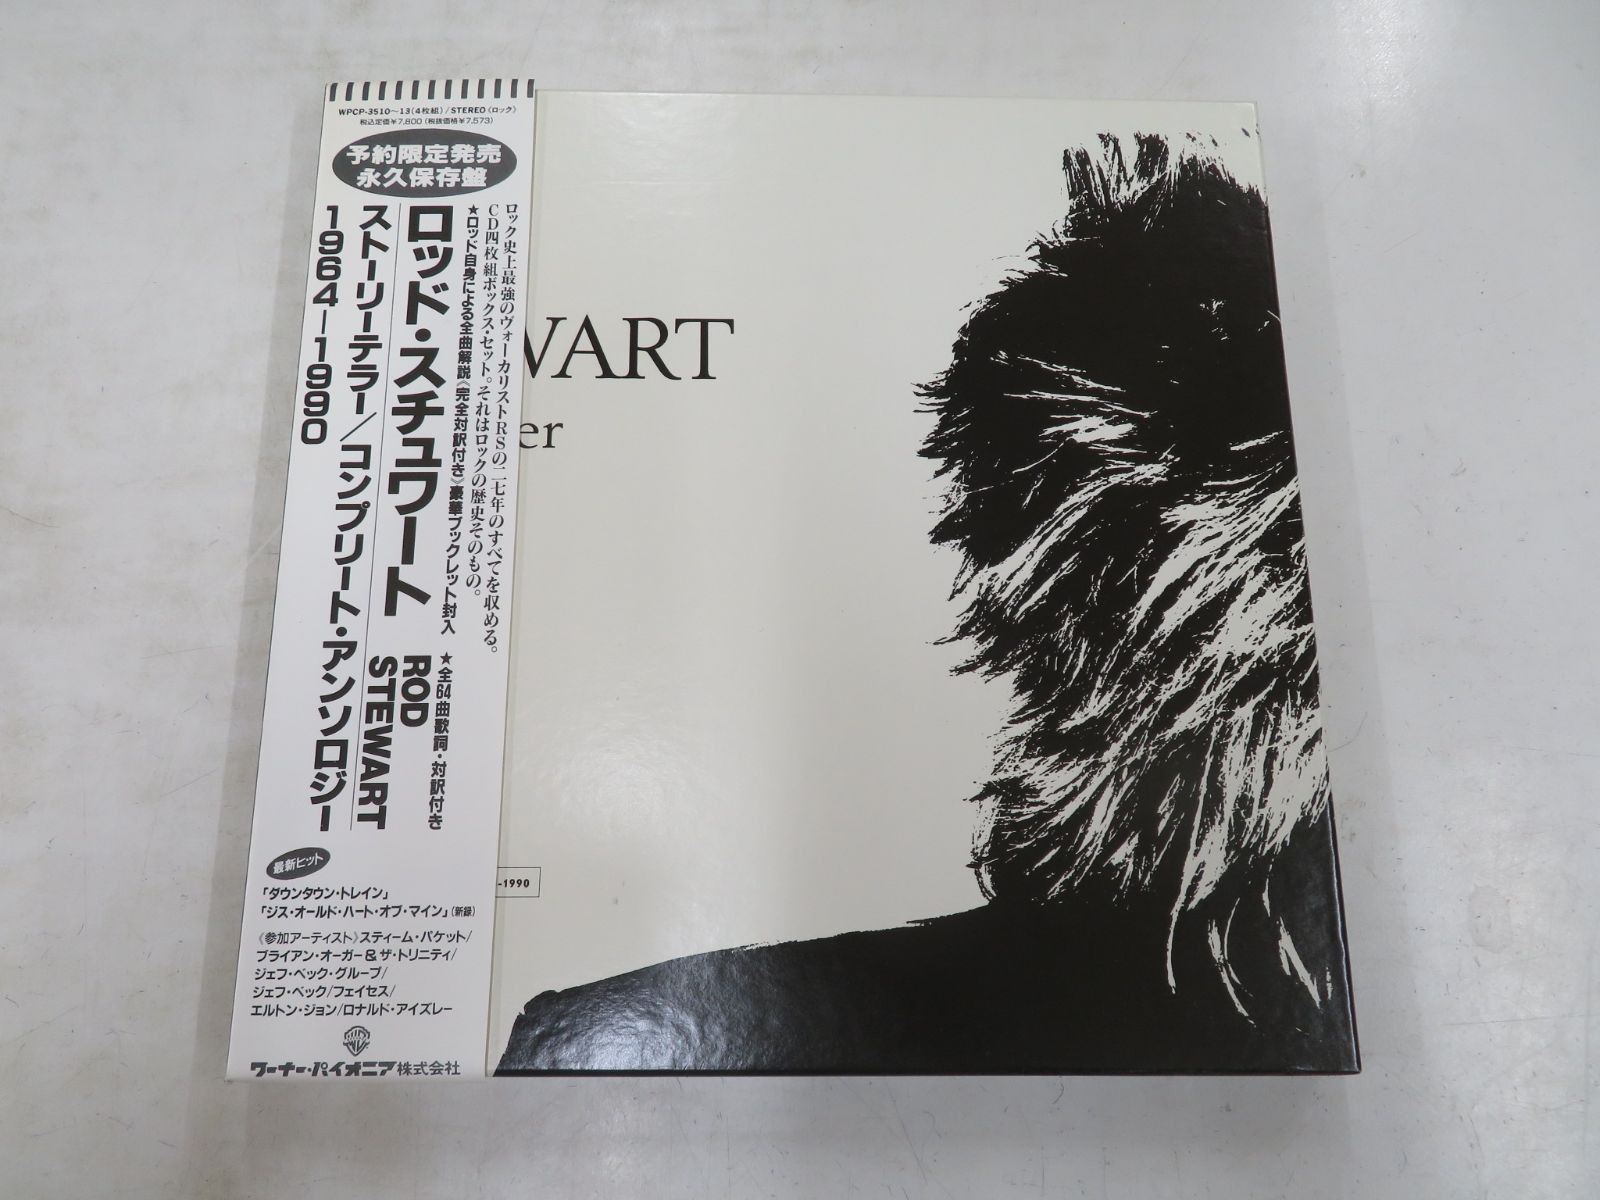 WPCP-3510〜13(4枚組)/STEREO〈ロック〉
税込定価¥7,800(税抜価格¥7,573)
予約限定発売
永久保存盤
ロック史上最強のヴォーカリストRSの二七年のすべてを収める。
CD四枚組ボックス・セット。それはロックの歴史そのもの。
★ロッド自身による全曲解説《完全対訳付き》豪華ブックレット封入
★全64曲歌詞・対訳付き
ロッド・スチュワート
ROD
STEWART
ストーリーテラー/コンプリート・アンソロジー
1964—1990
最新ヒット
「ダウンタウン・トレイン」
「ジス・オールド・ハート・オブ・マイン」(新録)
《参加アーティスト》スティーム・パケット/
ブライアン・オーガー&ザ・トリニティ/
ジェフ・ベック・グループ/
ジェフ・ベック/フェイセス/
エルトン・ジョン/ロナルド・アイズレー
ワーナー・パイオニア株式会社
WART
er
-1990